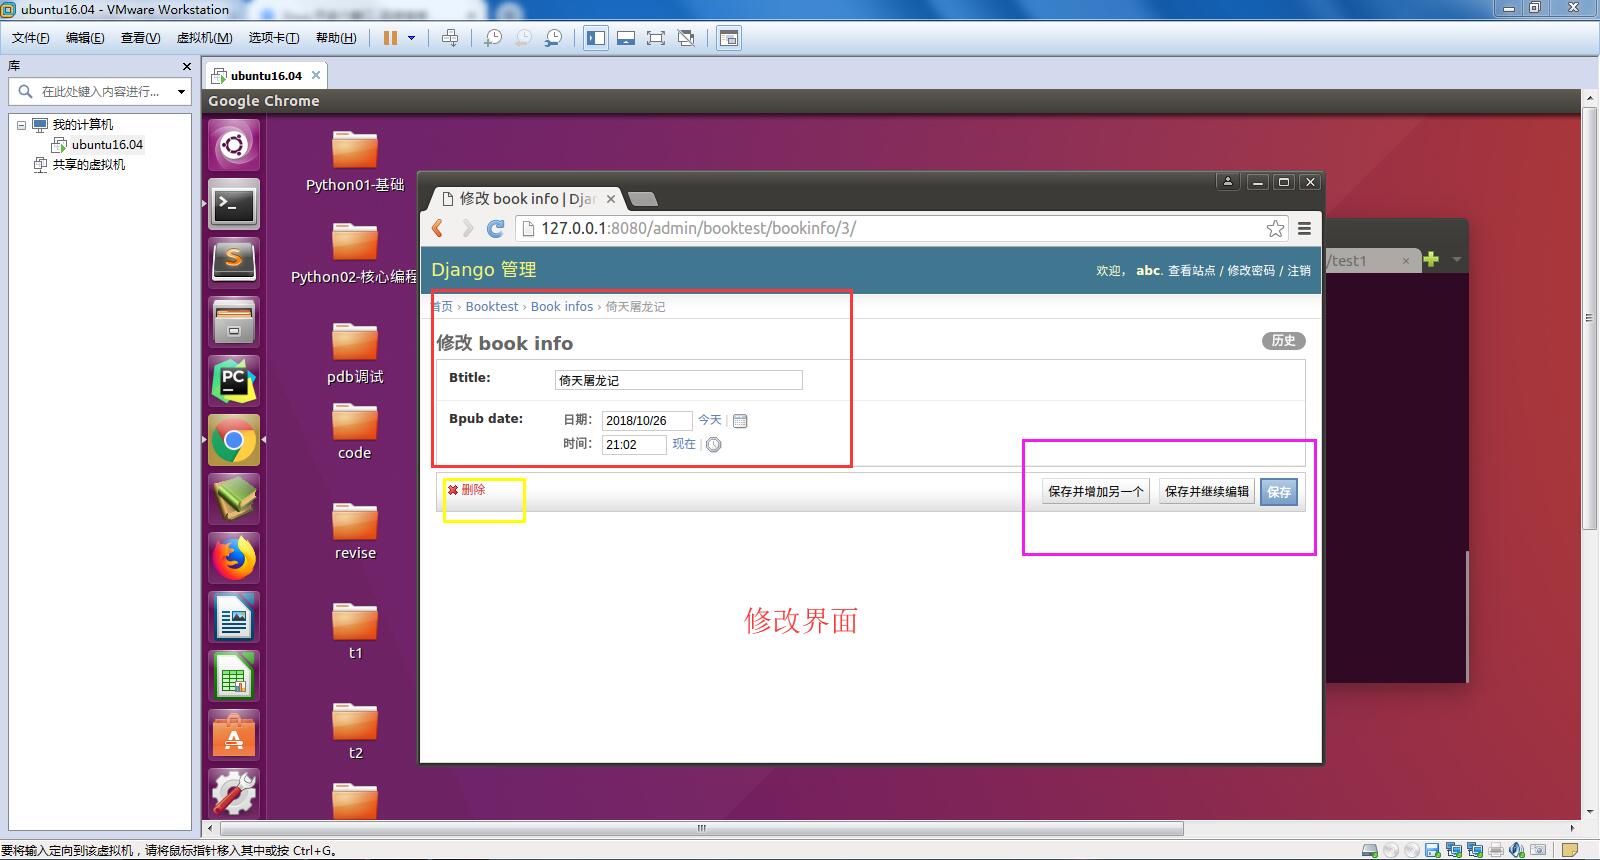 ubuntu16.04 - VMware Workstation
文件(F) 编辑(E) 查看(V) 虚拟机(M) 选项卡(T) 帮助(H)
库
在此处键入内容进行...
我的计算机
ubuntu16.04
共享的虚拟机
ubuntu16.04
Google Chrome
Python01-基础
Python02-核心编程
pdb调试
code
revise
t1
t2
修改 book info | Djan
127.0.0.1:8080/admin/booktest/bookinfo/3/
/test1
Django 管理
欢迎， abc. 查看站点 / 修改密码 / 注销
首页 › Booktest › Book infos › 倚天屠龙记
修改 book info
历史
Btitle: 倚天屠龙记
Bpub date: 日期: 2018/10/26 今天 |
时间: 21:02 现在 |
删除
保存并增加另一个 保存并继续编辑 保存
修改界面
要将输入定向到该虚拟机，请将鼠标指针移入其中或按 Ctrl+G。